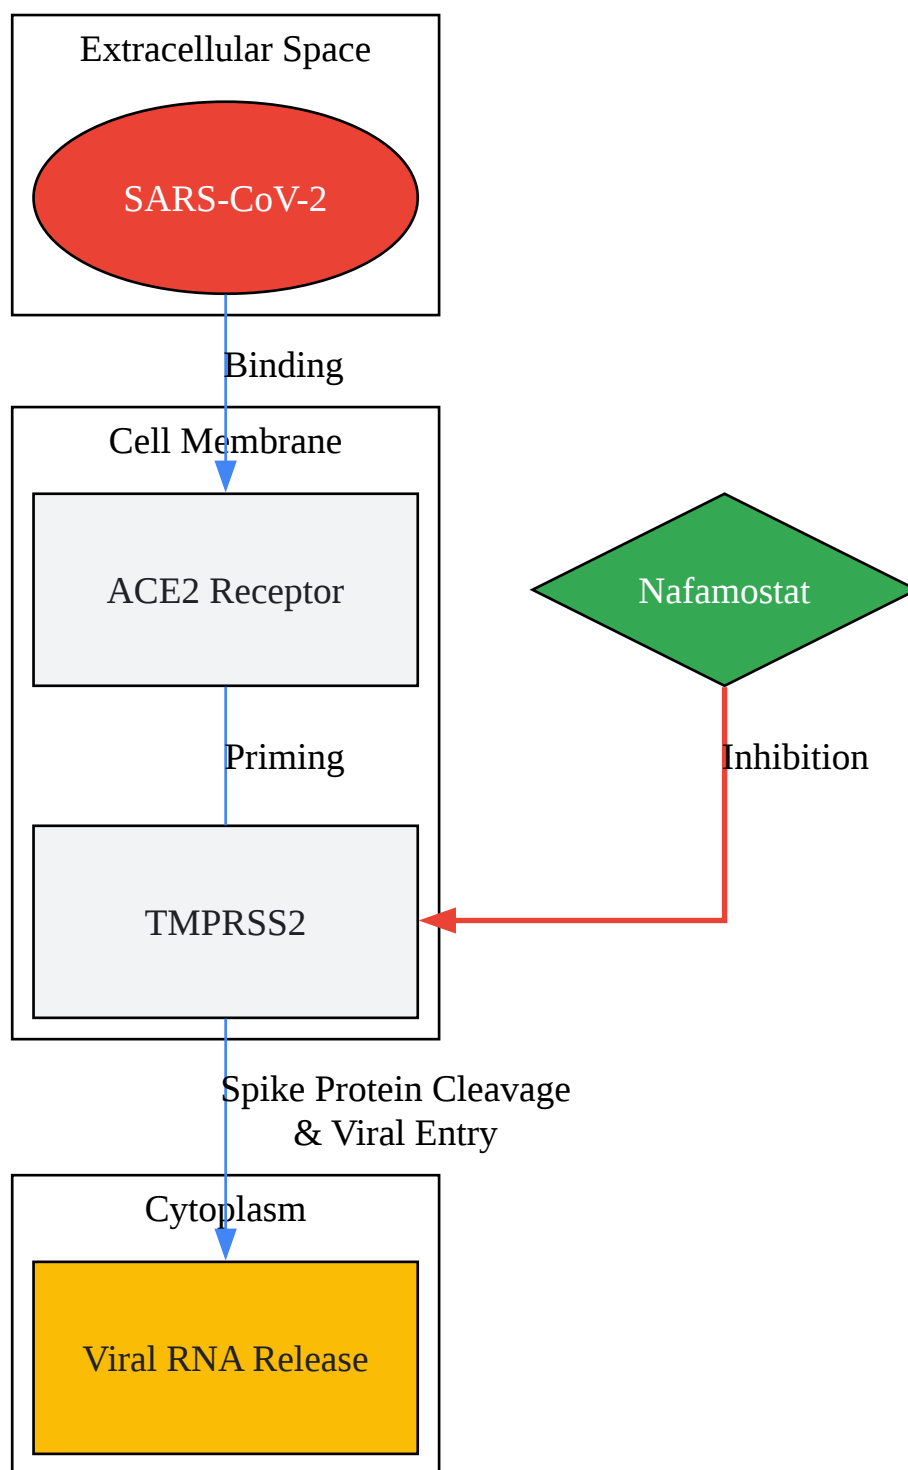 Extracellular Space
SARS-CoV-2
Binding
Cell Membrane
ACE2 Receptor
Nafamostat
Priming
Inhibition
TMPRSS2
Spike Protein Cleavage
& Viral Entry
Cytoplasm
Viral RNA Release